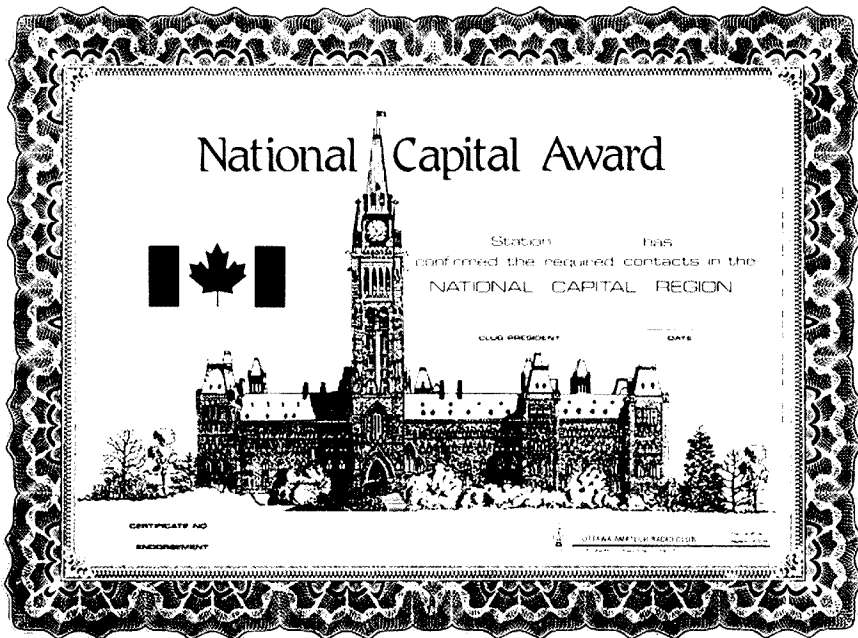 National Capital Award
Station has
confirmed the required contacts in the
NATIONAL CAPITAL REGION
CLUB PRESIDENT DATE
CERTIFICATE NO
ENDORSEMENT
OTTAWA AMATEUR RADIO CLUB